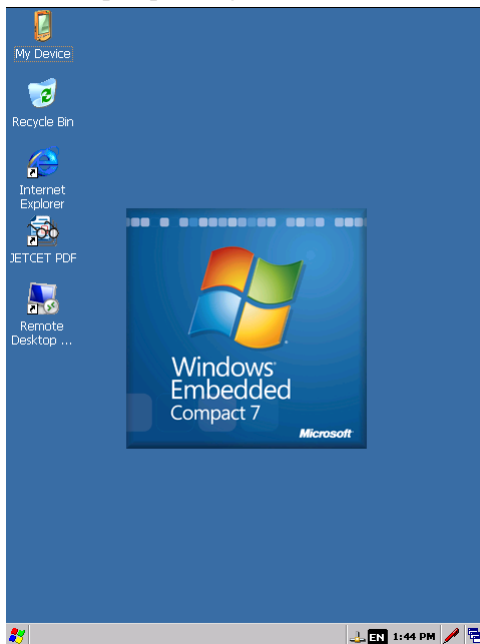 My Device
Recycle Bin
Internet
Explorer
JETCET PDF
Remote
Desktop ...
Windows
Embedded
Compact 7
Microsoft
EN 1:44 PM